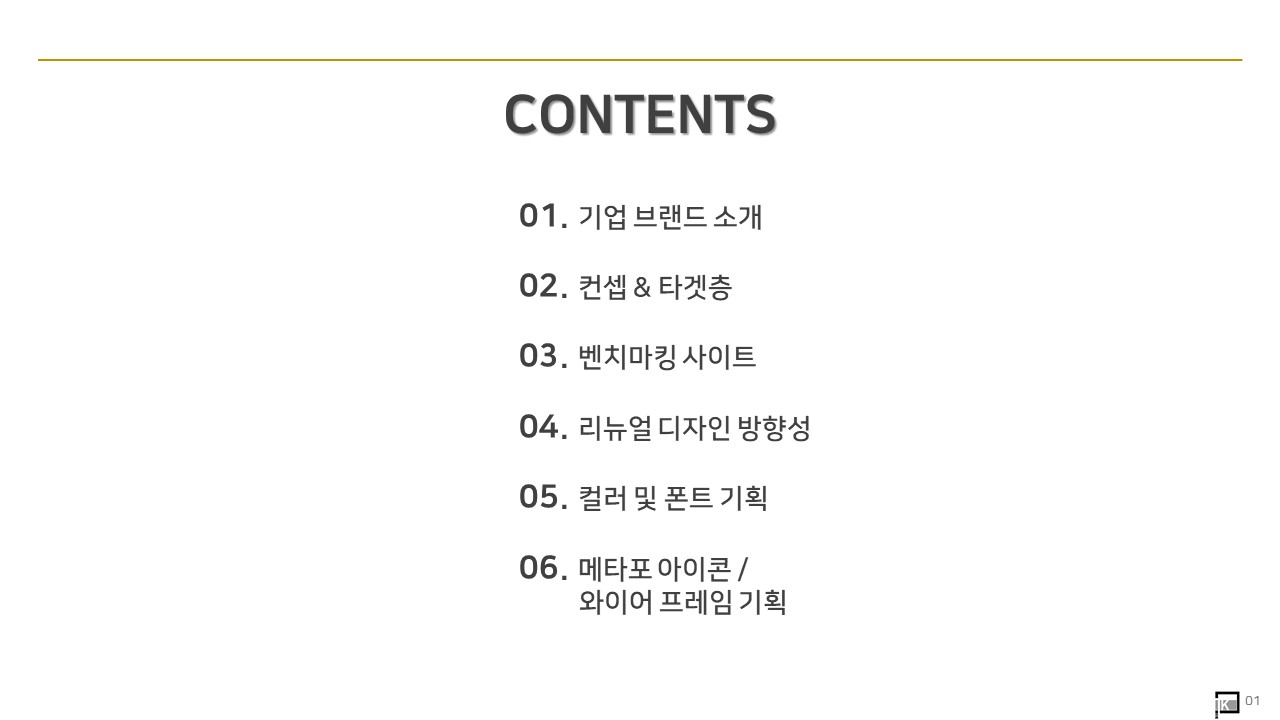 CONTENTS
01. 기업 브랜드 소개
02. 컨셉 & 타겟층
03. 벤치마킹 사이트
04. 리뉴얼 디자인 방향성
05. 컬러 및 폰트 기획
06. 메타포 아이콘 /
와이어 프레임 기획
01